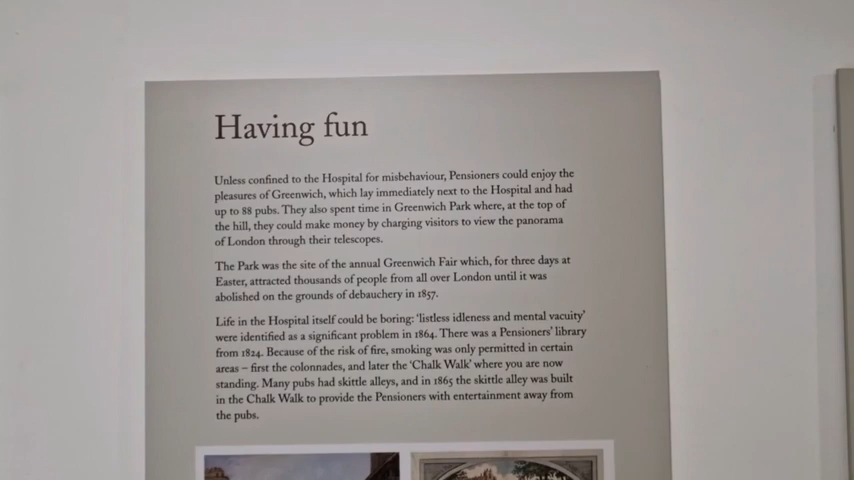 Having fun
Unless confined to the Hospital for misbehaviour, Pensioners could enjoy the
pleasures of Greenwich, which lay immediately next to the Hospital and had
up to 88 pubs. They also spent time in Greenwich Park where, at the top of
the hill, they could make money by charging visitors to view the panorama
of London through their telescopes.
The Park was the site of the annual Greenwich Fair which, for three days at
Easter, attracted thousands of people from all over London until it was
abolished on the grounds of debauchery in 1857.
Life in the Hospital itself could be boring: ‘listless idleness and mental vacuity’
were identified as a significant problem in 1864. There was a Pensioners’ library
from 1824. Because of the risk of fire, smoking was only permitted in certain
areas – first the colonnades, and later the ‘Chalk Walk’ where you are now
standing. Many pubs had skittle alleys, and in 1865 the skittle alley was built
in the Chalk Walk to provide the Pensioners with entertainment away from
the pubs.